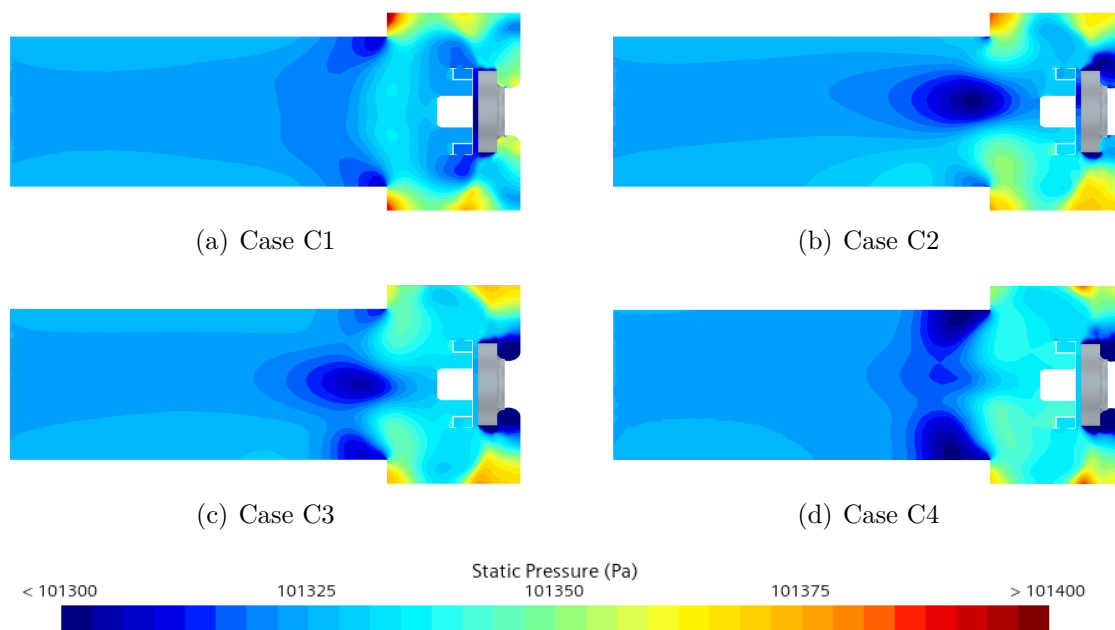 (a) Case C1
(b) Case C2
(c) Case C3
(d) Case C4
Static Pressure (Pa)
< 101300 101325 101350 101375 > 101400